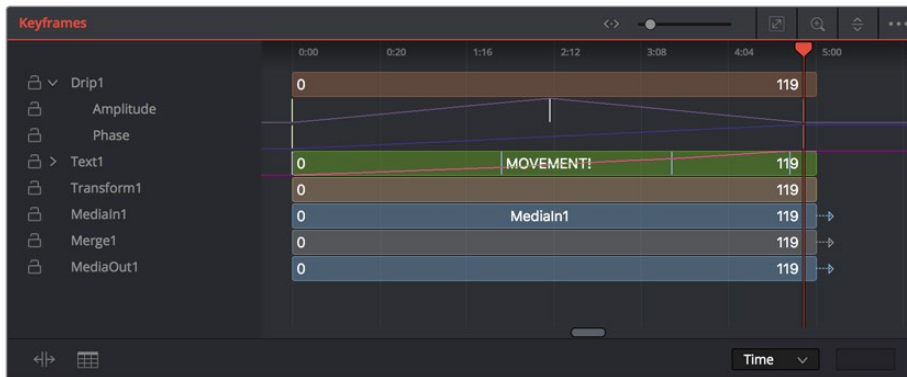 Keyframes
0:00 0:20 1:16 2:12 3:08 4:04 5:00
Drip1 0 119
Amplitude
Phase
Text1 0 MOVEMENT! 119
Transform1 0 119
MediaIn1 0 MediaIn1 119
Merge1 0 119
MediaOut1 0 119
Time